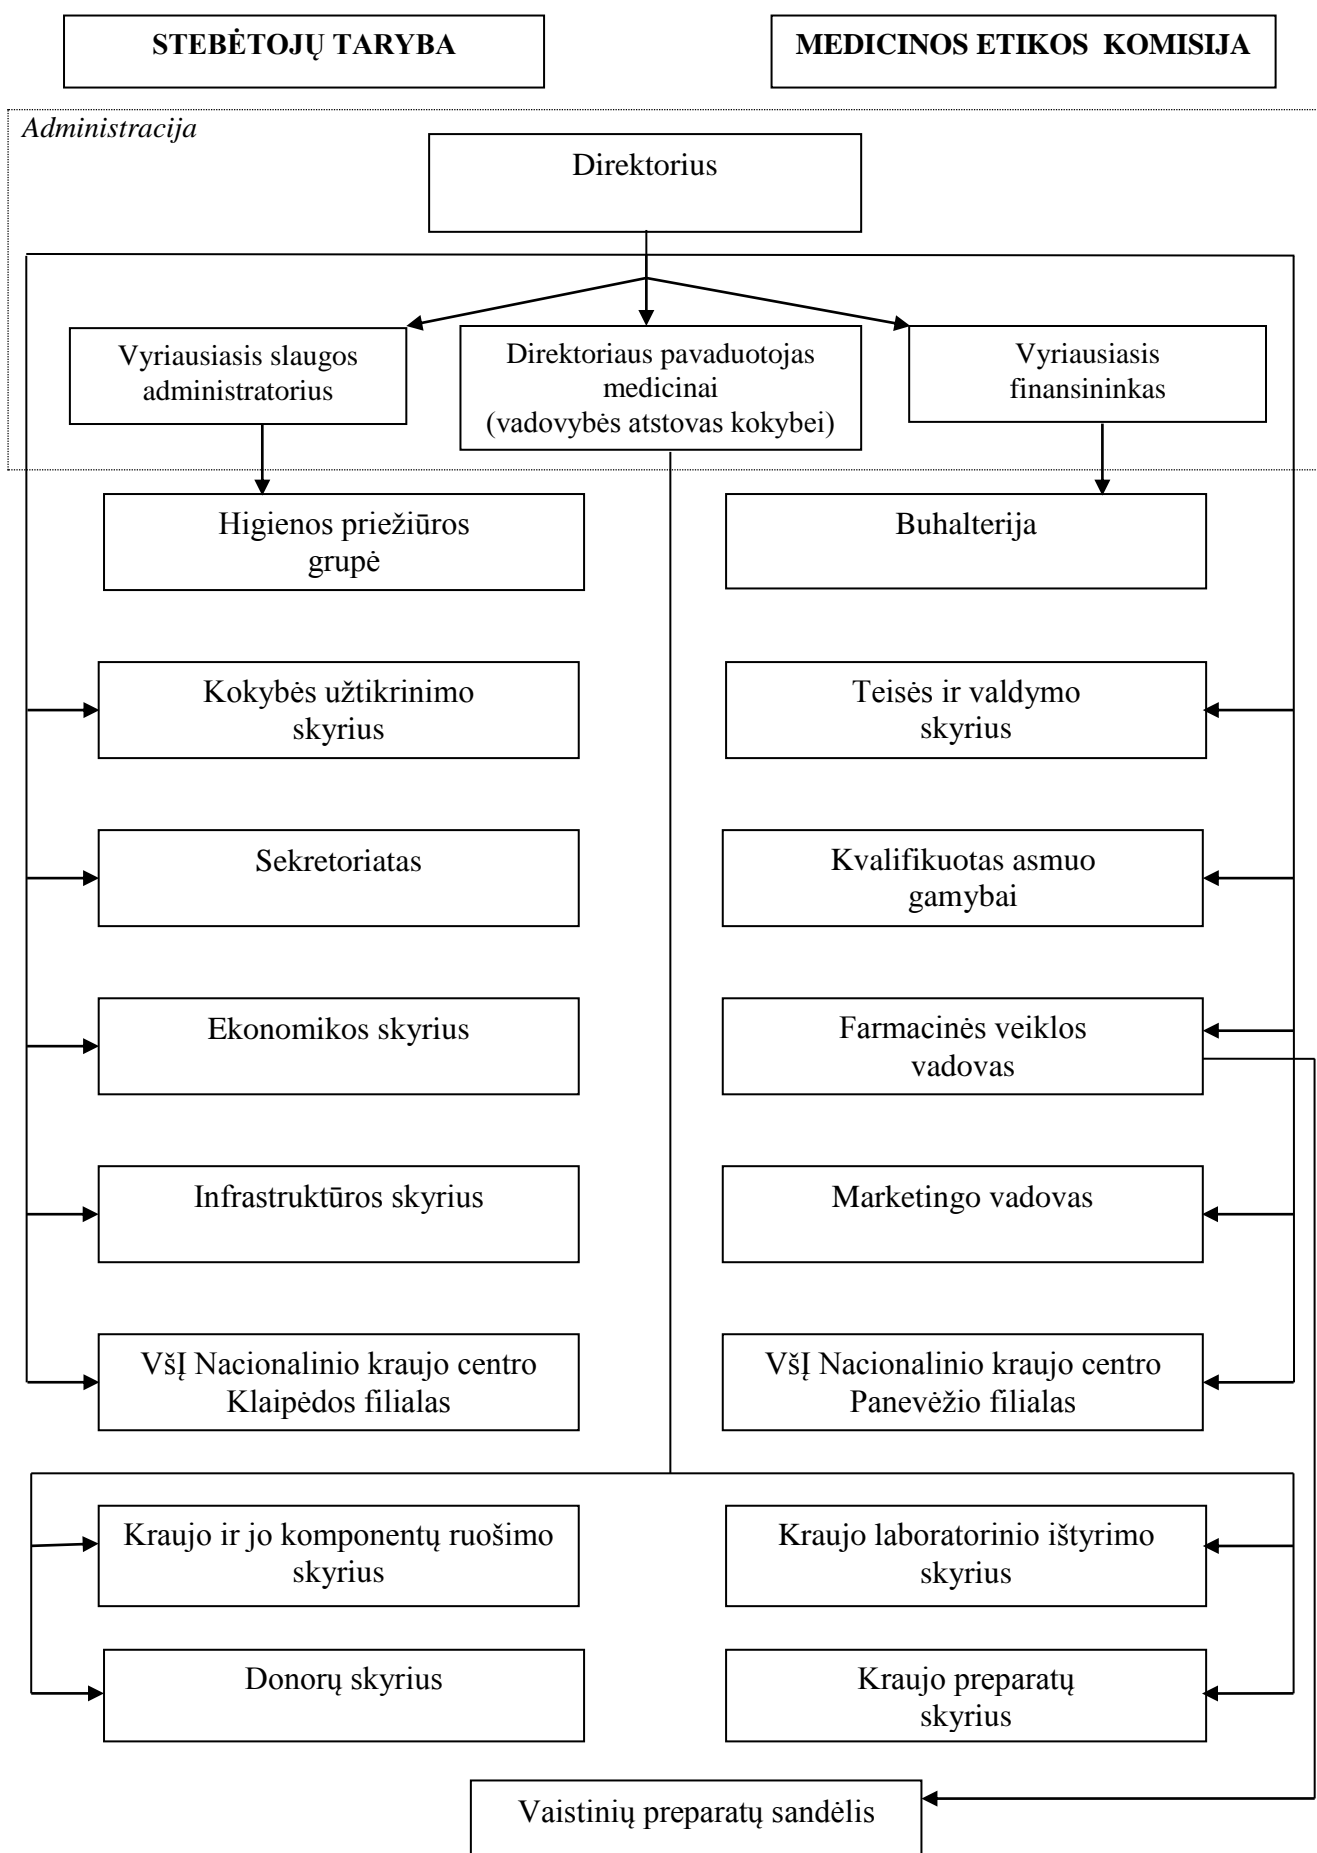 STEBĖTOJŲ TARYBA
MEDICINOS ETIKOS KOMISIJA
Administracija
Direktorius
Vyriausiasis slaugos
administratorius
Direktoriaus pavaduotojas
medicinai
(vadovybės atstovas kokybei)
Vyriausiasis
finansininkas
Higienos priežiūros
grupė
Buhalterija
Kokybės užtikrinimo
skyrius
Teisės ir valdymo
skyrius
Sekretoriatas
Kvalifikuotas asmuo
gamybai
Ekonomikos skyrius
Farmacinės veiklos
vadovas
Infrastruktūros skyrius
Marketingo vadovas
VšĮ Nacionalinio kraujo centro
Klaipėdos filialas
VšĮ Nacionalinio kraujo centro
Panevėžio filialas
Kraujo ir jo komponentų ruošimo
skyrius
Kraujo laboratorinio ištyrimo
skyrius
Donorų skyrius
Kraujo preparatų
skyrius
Vaistinių preparatų sandėlis